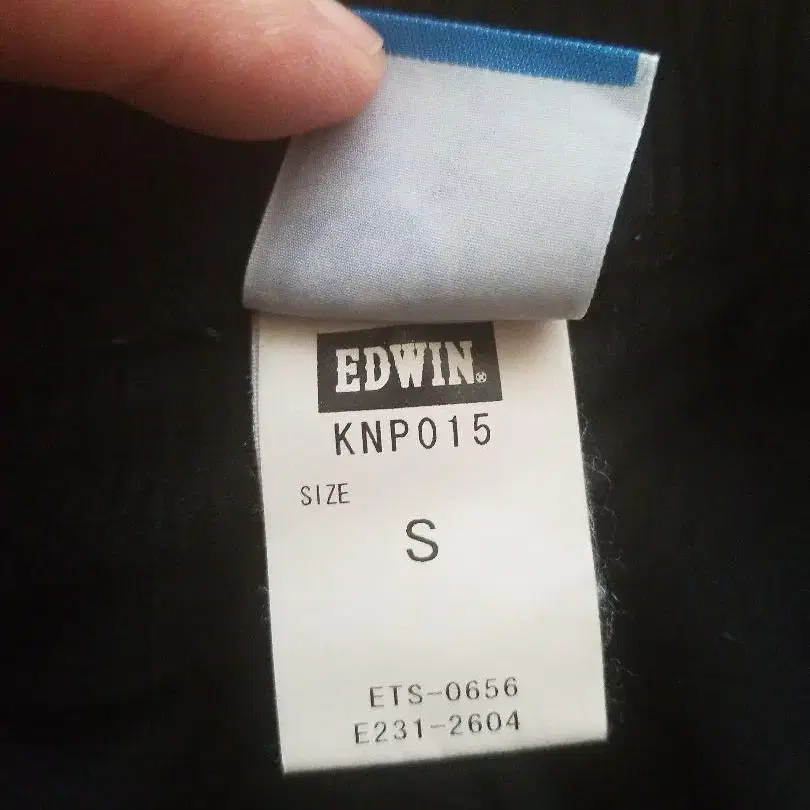 EDWIN®
KNP015
SIZE
S
ETS-0656
E231-2604